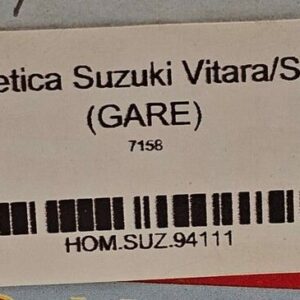 etica Suzuki Vitara/S
(GARE)
7158
HOM.SUZ.94111